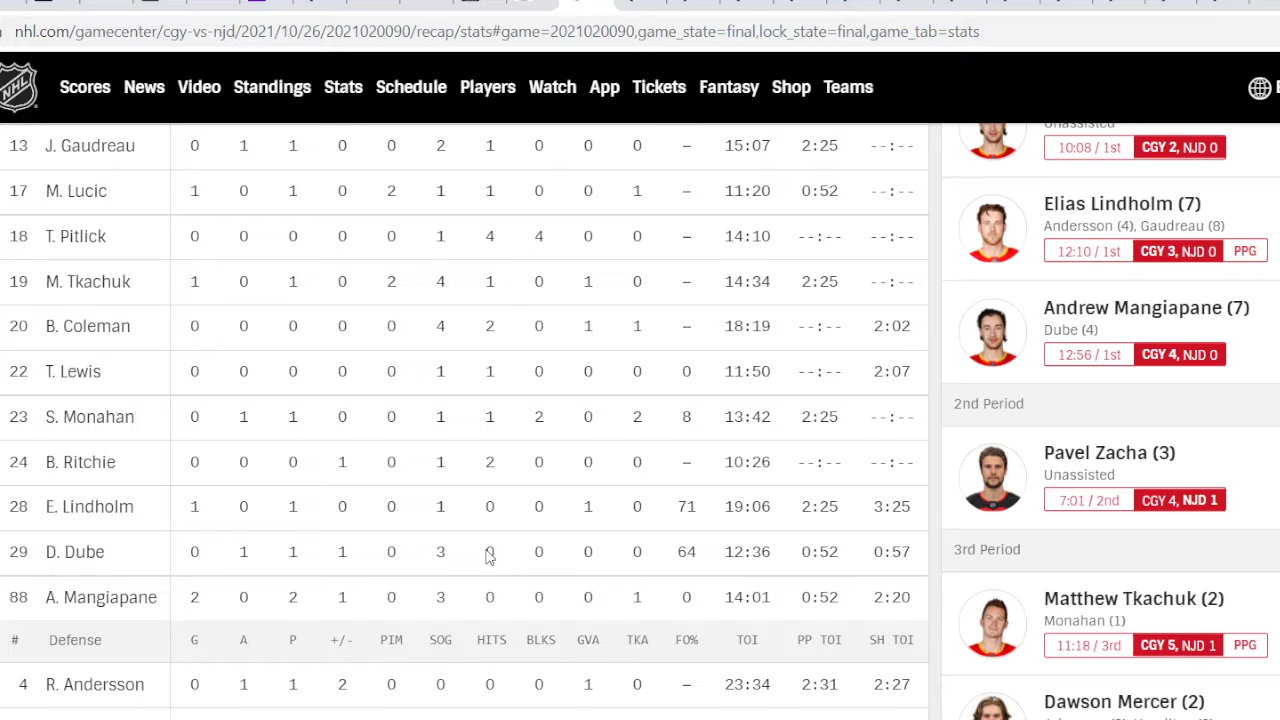 nhl.com/gamecenter/cgy-vs-njd/2021/10/26/2021020090/recap/stats#game=2021020090,game_state=final,lock_state=final,game_tab=stats
NHL Scores News Video Standings Stats Schedule Players Watch App Tickets Fantasy Shop Teams
13 J. Gaudreau 0 1 1 0 0 2 1 0 0 0 – 15:07 2:25 --:--
17 M. Lucic 1 0 1 0 2 1 1 0 0 1 – 11:20 0:52 --:--
18 T. Pitlick 0 0 0 0 0 1 4 4 0 0 – 14:10 --:-- --:--
19 M. Tkachuk 1 0 1 0 2 4 1 0 1 0 – 14:34 2:25 --:--
20 B. Coleman 0 0 0 0 0 4 2 0 1 1 – 18:19 --:-- 2:02
22 T. Lewis 0 0 0 0 0 1 1 0 0 0 0 11:50 --:-- 2:07
23 S. Monahan 0 1 1 0 0 1 1 2 0 2 8 13:42 2:25 --:--
24 B. Ritchie 0 0 0 1 0 1 2 0 0 0 – 10:26 --:-- --:--
28 E. Lindholm 1 0 1 0 0 1 0 0 1 0 71 19:06 2:25 3:25
29 D. Dube 0 1 1 1 0 3 0 0 0 0 64 12:36 0:52 0:57
88 A. Mangiapane 2 0 2 1 0 3 0 0 0 1 0 14:01 0:52 2:20
# Defense G A P +/- PIM SOG HITS BLKS GVA TKA FO% TOI PP TOI SH TOI
4 R. Andersson 0 1 1 2 0 0 0 0 1 0 – 23:34 2:31 2:27
Unassisted
10:08 / 1st CGY 2, NJD 0
Elias Lindholm (7)
Andersson (4), Gaudreau (8)
12:10 / 1st CGY 3, NJD 0 PPG
Andrew Mangiapane (7)
Dube (4)
12:56 / 1st CGY 4, NJD 0
2nd Period
Pavel Zacha (3)
Unassisted
7:01 / 2nd CGY 4, NJD 1
3rd Period
Matthew Tkachuk (2)
Monahan (1)
11:18 / 3rd CGY 5, NJD 1 PPG
Dawson Mercer (2)